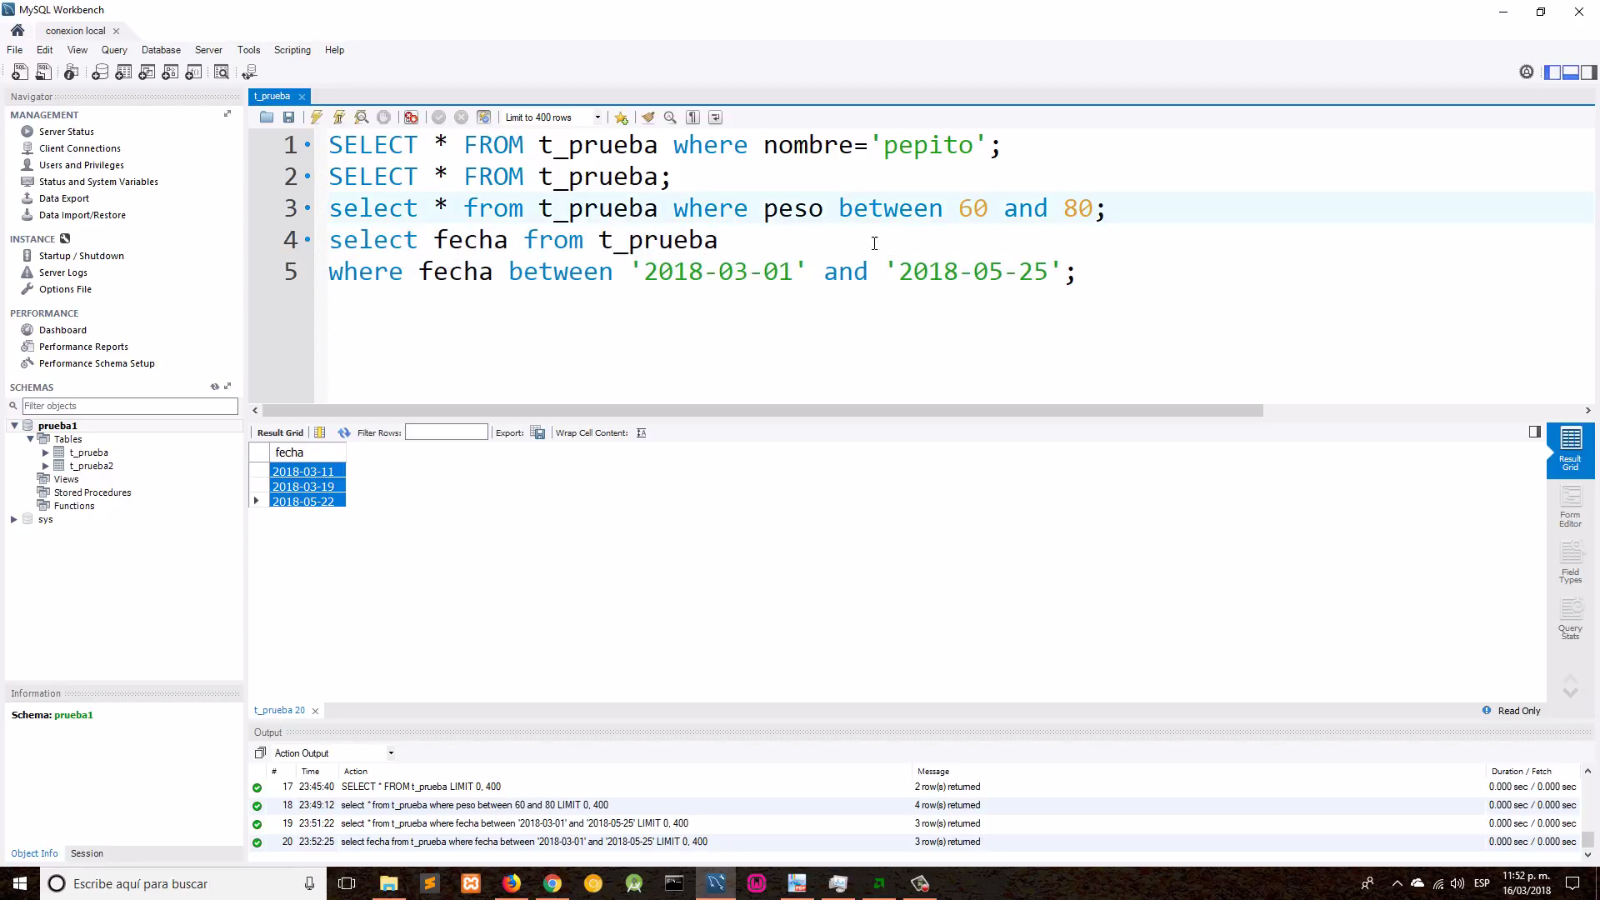 MySQL Workbench
conexion local
File Edit View Query Database Server Tools Scripting Help
Navigator
MANAGEMENT
Server Status
Client Connections
Users and Privileges
Status and System Variables
Data Export
Data Import/Restore
INSTANCE
Startup / Shutdown
Server Logs
Options File
PERFORMANCE
Dashboard
Performance Reports
Performance Schema Setup
SCHEMAS
Filter objects
prueba1
Tables
t_prueba
t_prueba2
Views
Stored Procedures
Functions
sys
Information
Schema: prueba1
Object Info Session
t_prueba
Limit to 400 rows
1 SELECT * FROM t_prueba where nombre='pepito';
2 SELECT * FROM t_prueba;
3 select * from t_prueba where peso between 60 and 80;
4 select fecha from t_prueba
5 where fecha between '2018-03-01' and '2018-05-25';
Result Grid Filter Rows: Export: Wrap Cell Content:
fecha
2018-03-11
2018-03-19
2018-05-22
Result
Grid
Form
Editor
Field
Types
Query
Stats
t_prueba 20
Read Only
Output
Action Output
# Time Action Message Duration / Fetch
17 23:45:40 SELECT * FROM t_prueba LIMIT 0, 400 2 row(s) returned 0.000 sec / 0.000 sec
18 23:49:12 select * from t_prueba where peso between 60 and 80 LIMIT 0, 400 4 row(s) returned 0.000 sec / 0.000 sec
19 23:51:22 select * from t_prueba where fecha between '2018-03-01' and '2018-05-25' LIMIT 0, 400 3 row(s) returned 0.000 sec / 0.000 sec
20 23:52:25 select fecha from t_prueba where fecha between '2018-03-01' and '2018-05-25' LIMIT 0, 400 3 row(s) returned 0.000 sec / 0.000 sec
Escribe aquí para buscar
ESP
11:52 p. m.
16/03/2018